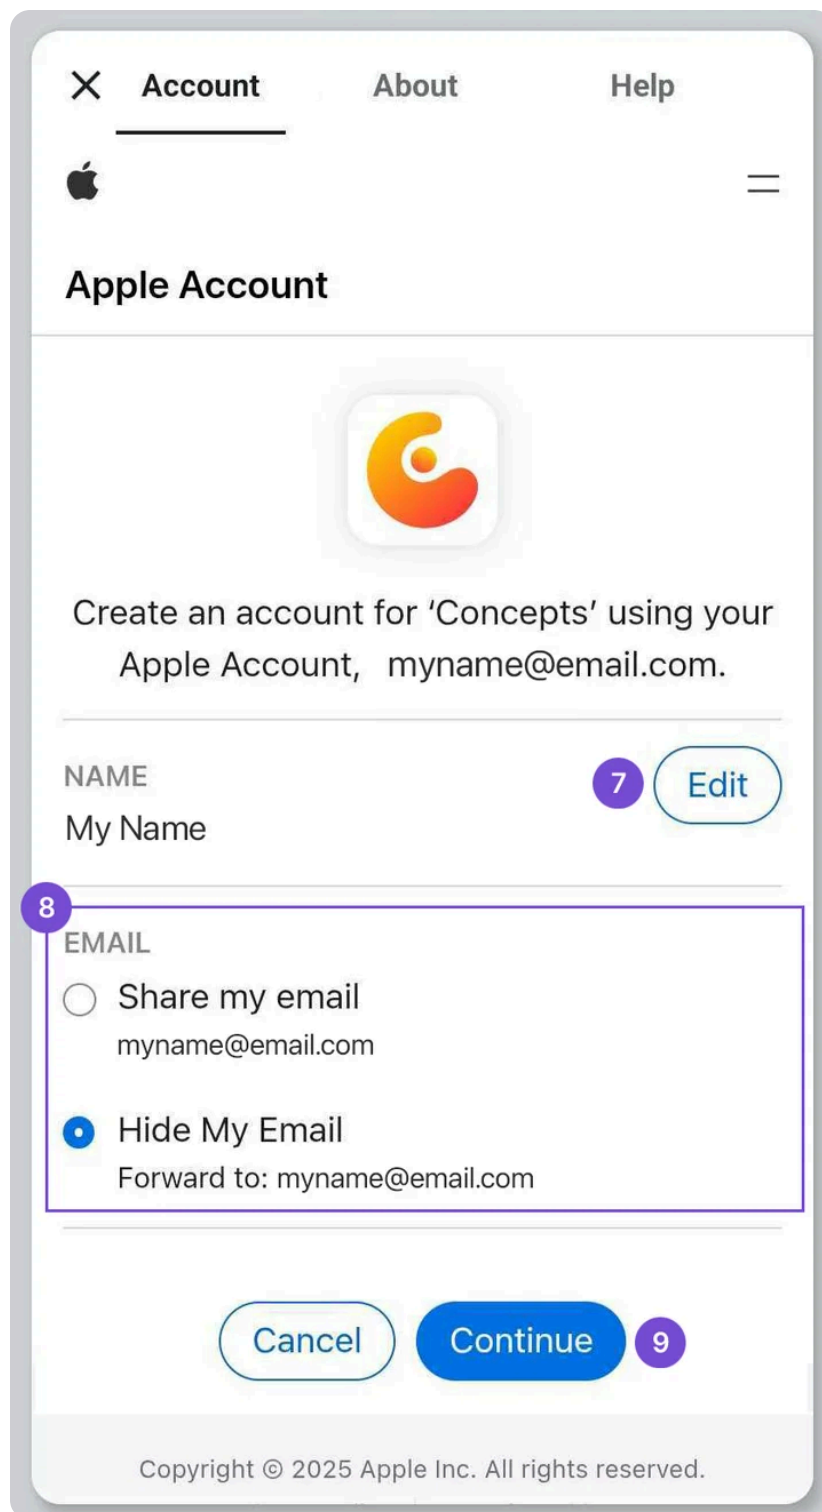 Account About Help
Apple Account
Create an account for ‘Concepts’ using your
Apple Account, myname@email.com.
NAME
7 Edit
My Name
8
EMAIL
Share my email
myname@email.com
Hide My Email
Forward to: myname@email.com
Cancel Continue 9
Copyright © 2025 Apple Inc. All rights reserved.